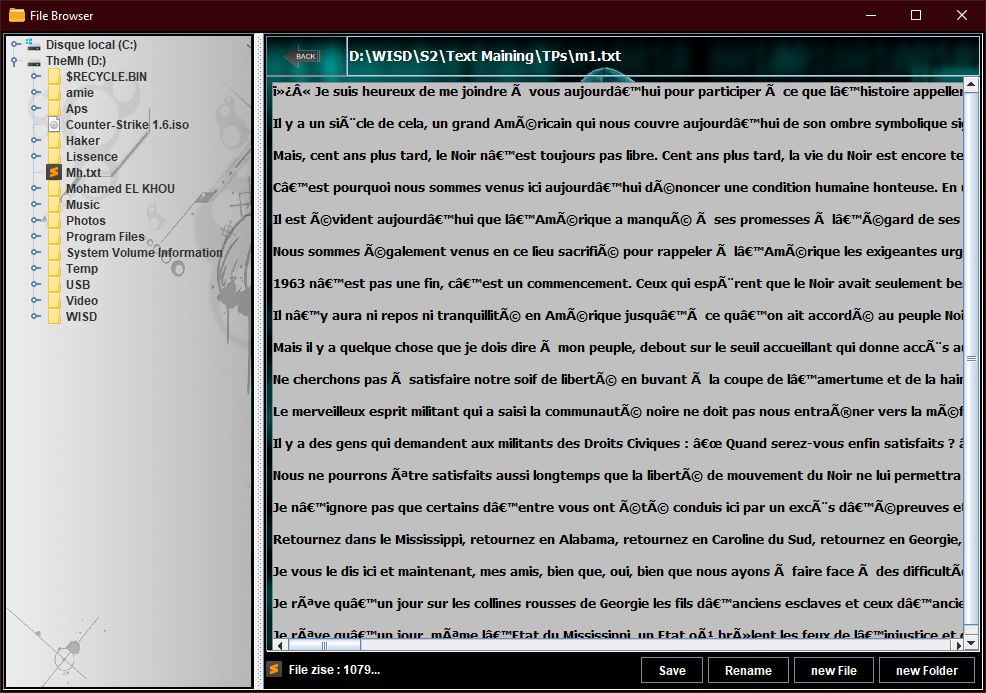 File Browser
Disque local (C:)
TheMh (D:)
$RECYCLE.BIN
amie
Aps
Counter-Strike 1.6.iso
Haker
Lissence
Mh.txt
Mohamed EL KHOU
Music
Photos
Program Files
System Volume Information
Temp
USB
Video
WISD
BACK
D:\WISD\S2\Text Maining\TPs\m1.txt
ï»¿Â« Je suis heureux de me joindre Ã  vous aujourdâ€™hui pour participer Ã  ce que lâ€™histoire appeller
Il y a un siÃ¨cle de cela, un grand AmÃ©ricain qui nous couvre aujourdâ€™hui de son ombre symbolique sig
Mais, cent ans plus tard, le Noir nâ€™est toujours pas libre. Cent ans plus tard, la vie du Noir est encore te
Câ€™est pourquoi nous sommes venus ici aujourdâ€™hui dÃ©noncer une condition humaine honteuse. En
Il est Ã©vident aujourdâ€™hui que lâ€™AmÃ©rique a manquÃ© Ã  ses promesses Ã  lâ€™Ã©gard de ses
Nous sommes Ã©galement venus en ce lieu sacrifiÃ© pour rappeler Ã  lâ€™AmÃ©rique les exigeantes urg
1963 nâ€™est pas une fin, câ€™est un commencement. Ceux qui espÃ¨rent que le Noir avait seulement bes
Il nâ€™y aura ni repos ni tranquillitÃ© en AmÃ©rique jusquâ€™Ã  ce quâ€™on ait accordÃ© au peuple Noi
Mais il y a quelque chose que je dois dire Ã  mon peuple, debout sur le seuil accueillant qui donne accÃ¨s au
Ne cherchons pas Ã  satisfaire notre soif de libertÃ© en buvant Ã  la coupe de lâ€™amertume et de la hain
Le merveilleux esprit militant qui a saisi la communautÃ© noire ne doit pas nous entraÃ®ner vers la mÃ©f
Il y a des gens qui demandent aux militants des Droits Civiques : â€œ Quand serez-vous enfin satisfaits ? â
Nous ne pourrons Ãªtre satisfaits aussi longtemps que la libertÃ© de mouvement du Noir ne lui permettra
Je nâ€™ignore pas que certains dâ€™entre vous ont Ã©tÃ© conduis ici par un excÃ¨s dâ€™Ã©preuves et
Retournez dans le Mississippi, retournez en Alabama, retournez en Caroline du Sud, retournez en Georgie,
Je vous le dis ici et maintenant, mes amis, bien que, oui, bien que nous ayons Ã  faire face Ã  des difficultÃ©
Je rÃªve quâ€™un jour sur les collines rousses de Georgie les fils dâ€™anciens esclaves et ceux dâ€™ancie
Je rÃªve quâ€™un jour, mÃªme lâ€™Etat du Mississippi, un Etat oÃ¹ brÃ»lent les feux de lâ€™injustice et d
File zise : 1079...
Save
Rename
new File
new Folder